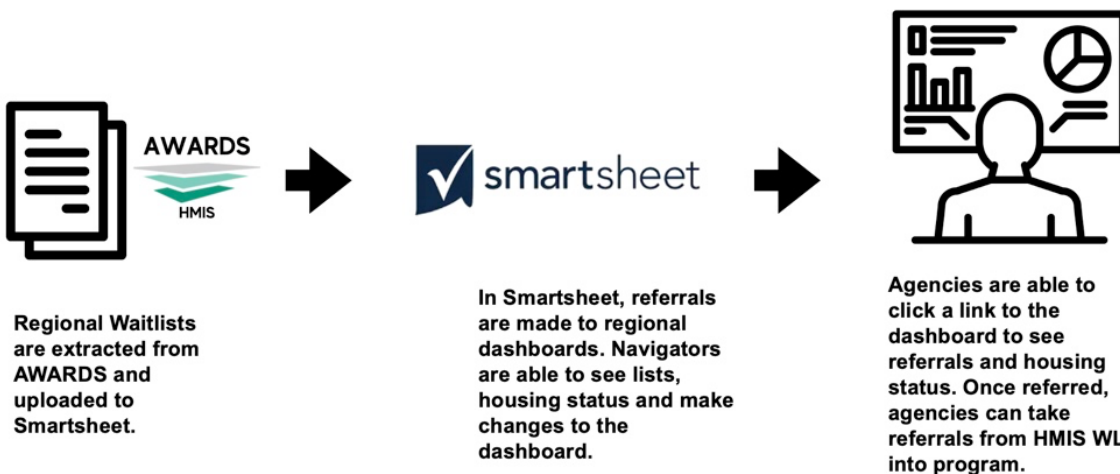 AWARDS
HMIS
smartsheet
Regional Waitlists
are extracted from
AWARDS and
uploaded to
Smartsheet.
In Smartsheet, referrals
are made to regional
dashboards. Navigators
are able to see lists,
housing status and make
changes to the
dashboard.
Agencies are able to
click a link to the
dashboard to see
referrals and housing
status. Once referred,
agencies can take
referrals from HMIS WL
into program.